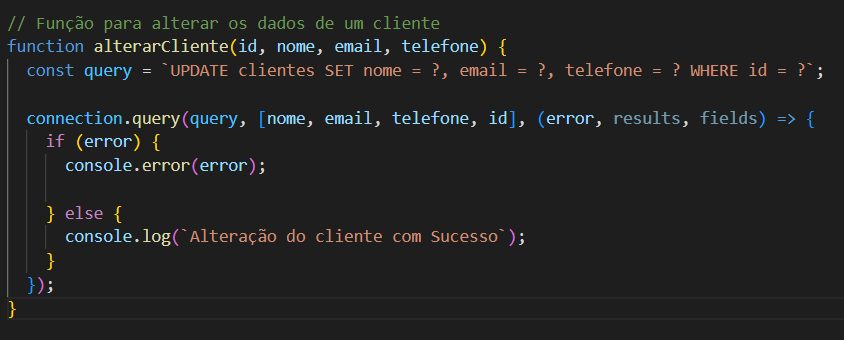 // Função para alterar os dados de um cliente
function alterarCliente(id, nome, email, telefone) {
const query = `UPDATE clientes SET nome = ?, email = ?, telefone = ? WHERE id = ?`;
connection.query(query, [nome, email, telefone, id], (error, results, fields) => {
if (error) {
console.error(error);
} else {
console.log(`Alteração do cliente com Sucesso`);
}
});
}